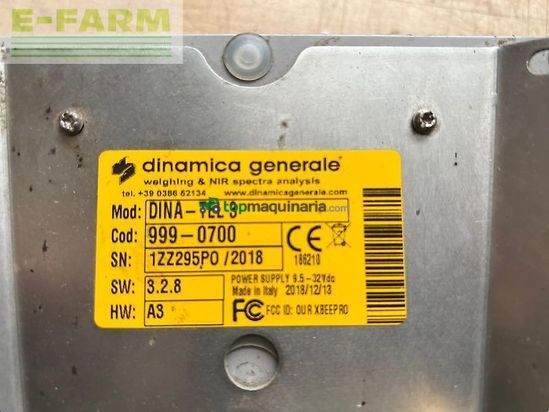 E-FARM
dinamica generale®
weighing & NIR spectra analysis
tel. +39 0386 52134 www.dinamicagenerale.com
topmaquinaria.com
Mod:
Cod: 999-0700
SN: 1ZZ295PO /2018
CE
186210
SW: 3.2.8
POWER SUPPLY 9.5-32Vdc
Made in Italy 2018/12/13
HW: A3
FC FCC ID: OUR XBEEPRO